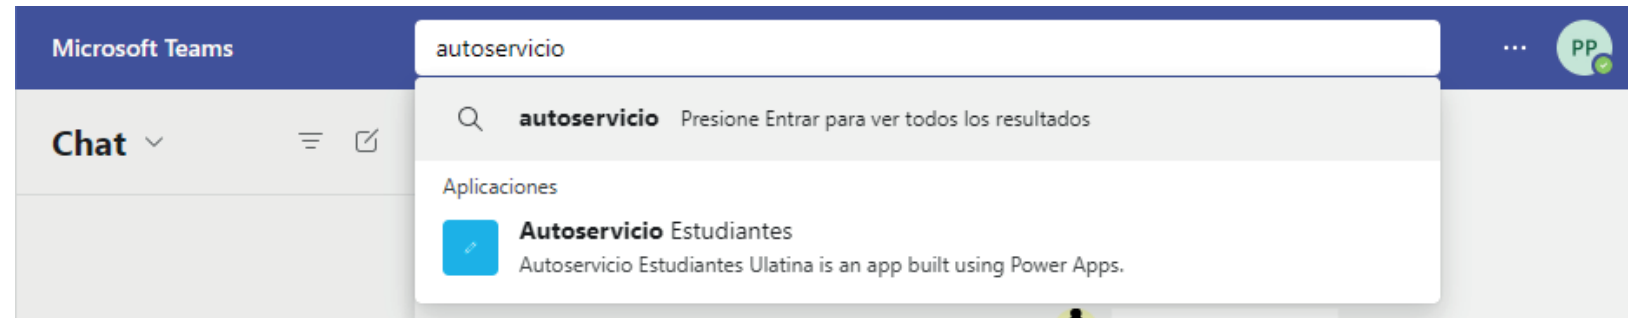 Microsoft Teams
autoservicio
···
PP
Chat
autoservicio Presione Entrar para ver todos los resultados
Aplicaciones
Autoservicio Estudiantes
Autoservicio Estudiantes Ulatina is an app built using Power Apps.